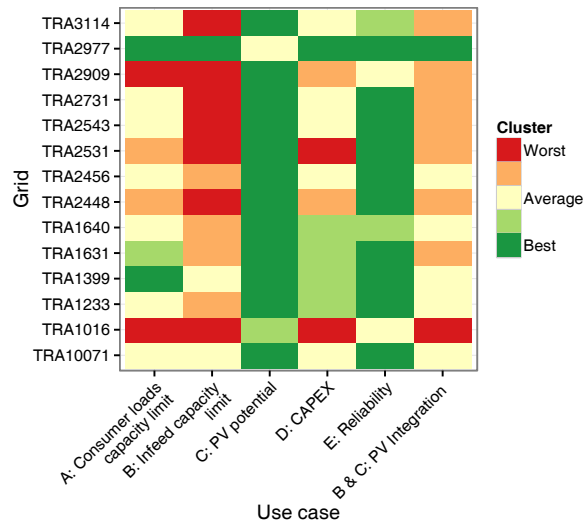 TRA3114
TRA2977
TRA2909
TRA2731
TRA2543
TRA2531
TRA2456
TRA2448
TRA1640
TRA1631
TRA1399
TRA1233
TRA1016
TRA10071
Grid
A: Consumer loads
capacity limit
B: Infeed capacity
limit
C: PV potential
D: CAPEX
E: Reliability
B & C: PV Integration
Use case
Cluster
Worst
Average
Best